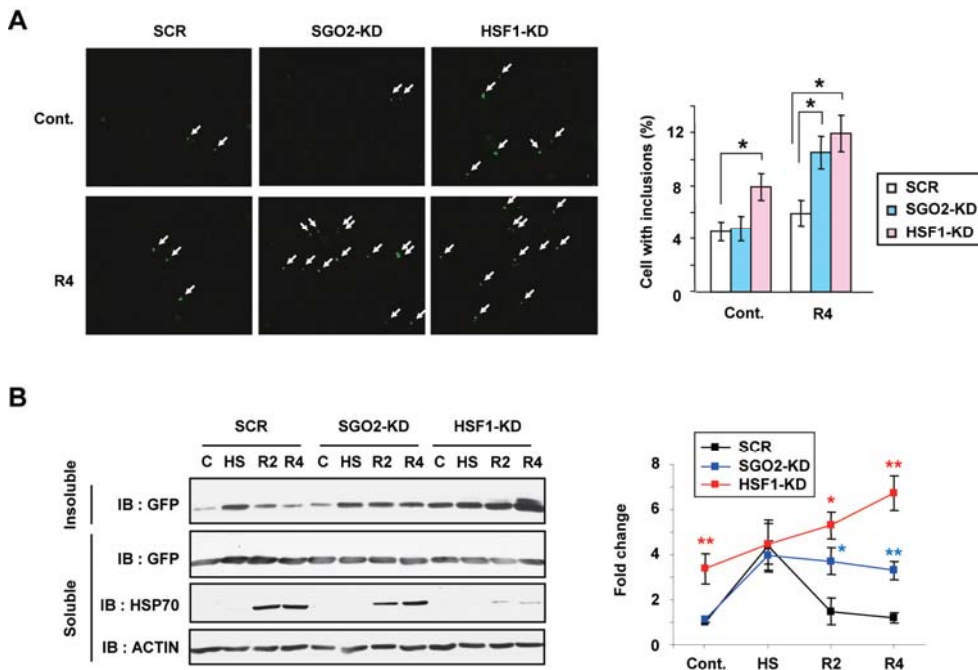 A
SCR SGO2-KD HSF1-KD
Cont.
R4
Cell with inclusions (%)
12
8
4
0
* * *
Cont. R4
SCR
SGO2-KD
HSF1-KD
B
SCR SGO2-KD HSF1-KD
C HS R2 R4 C HS R2 R4 C HS R2 R4
Insoluble
IB : GFP
Soluble
IB : GFP
IB : HSP70
IB : ACTIN
SCR
SGO2-KD
HSF1-KD
Fold change
8
6
4
2
0
** * **
* **
Cont. HS R2 R4